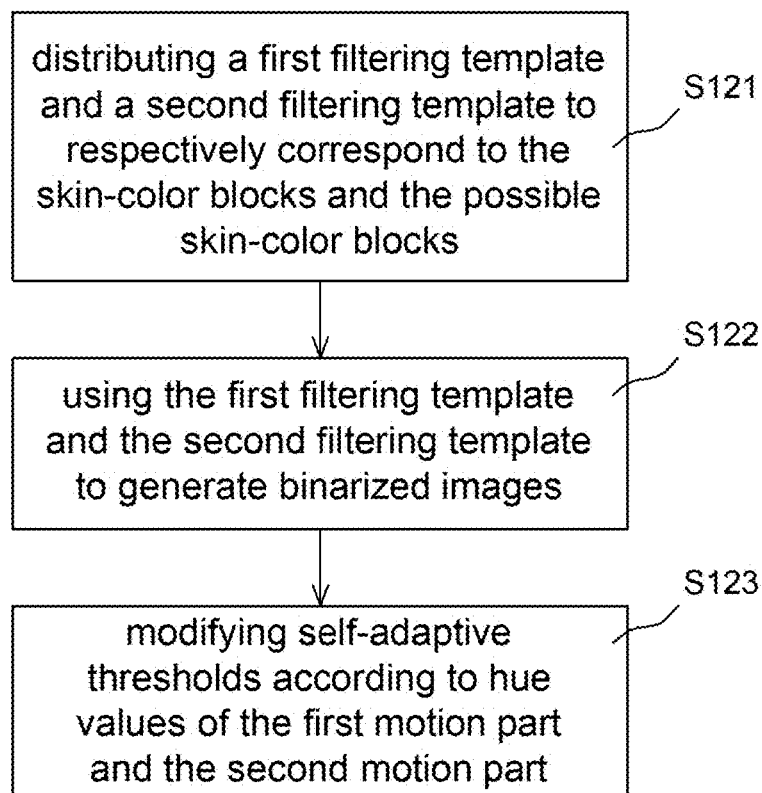 distributing a first filtering template
and a second filtering template to
respectively correspond to the
skin-color blocks and the possible
skin-color blocks
S121
using the first filtering template
and the second filtering template
to generate binarized images
S122
modifying self-adaptive
thresholds according to hue
values of the first motion part
and the second motion part
S123